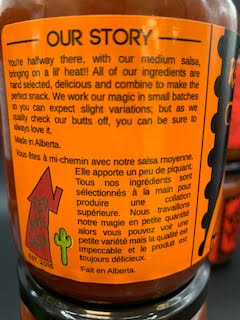 OUR STORY
You're halfway there, with our medium salsa,
bringing on a lil' heat!! All of our ingredients are
hand selected, delicious and combine to make the
perfect snack. We work our magic in small batches
so you can expect slight variations; but as we
quality check our butts off, you can be sure to
always love it.
Made in Alberta.
Vous êtes à mi-chemin avec notre salsa moyenne.
Elle apporte un peu de piquant,
Tous nos ingrédients sont
sélectionnés à la main pour
produire une collation
supérieure. Nous travaillons
notre magie en petite quantité
alors vous pouvez voir une
petite variété mais la qualité est
impeccable et le produit est
toujours délicieux.
Fait en Alberta.
EST. 2016